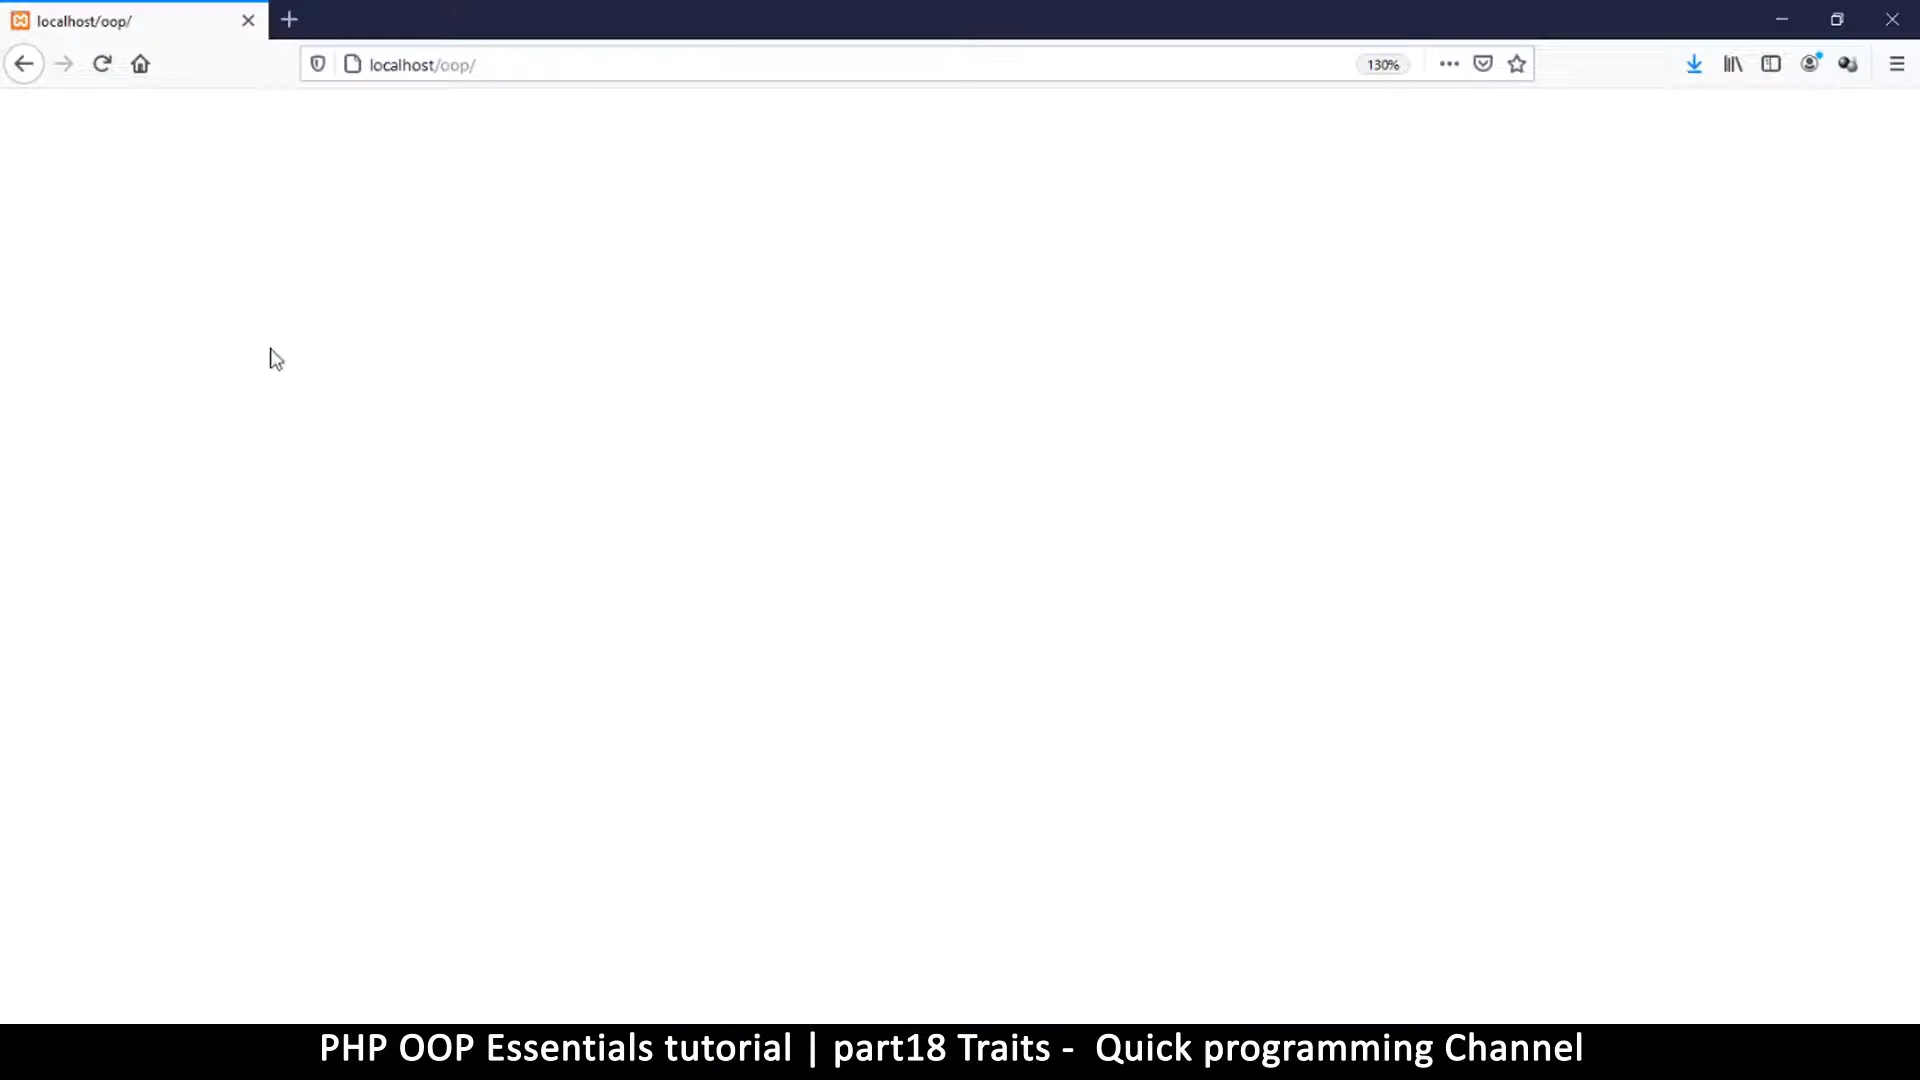 localhost/oop/
localhost/oop/ 130%
PHP OOP Essentials tutorial | part18 Traits - Quick programming Channel